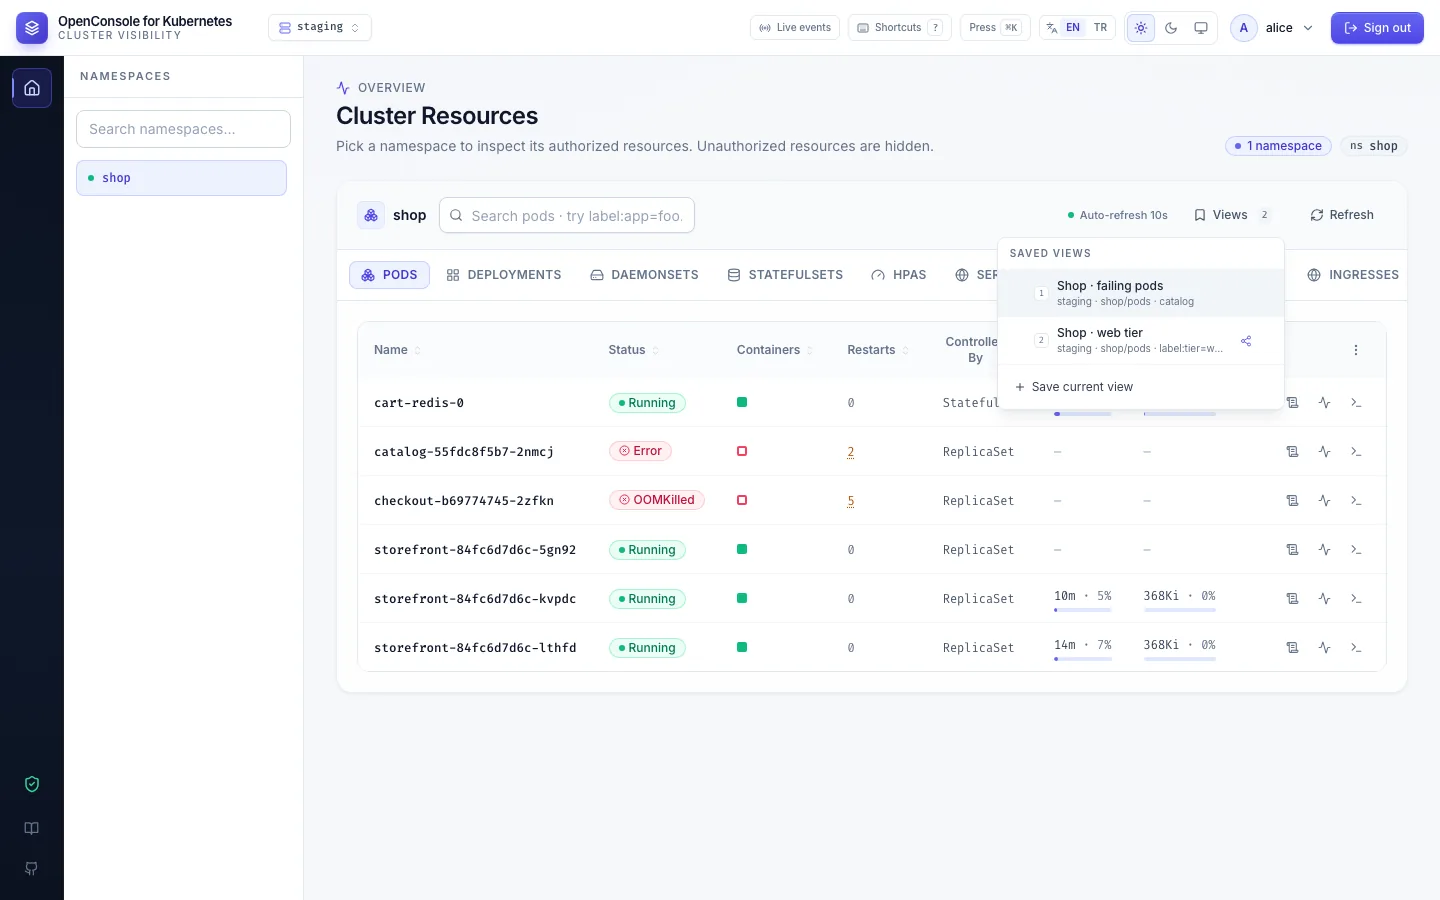 OpenConsole for Kubernetes
CLUSTER VISIBILITY
staging
Live events
Shortcuts ?
Press ⌘K
EN
TR
A
alice
Sign out
NAMESPACES
Search namespaces...
shop
OVERVIEW
Cluster Resources
Pick a namespace to inspect its authorized resources. Unauthorized resources are hidden.
1 namespace
ns shop
shop
Search pods · try label:app=foo.
Auto-refresh 10s
Views 2
Refresh
PODS
DEPLOYMENTS
DAEMONSETS
STATEFULSETS
HPAS
SER
INGRESSES
SAVED VIEWS
1 Shop · failing pods
staging · shop/pods · catalog
2 Shop · web tier
staging · shop/pods · label:tier=w...
+ Save current view
Name
Status
Containers
Restarts
Controlle
By
cart-redis-0 Running 0 Stateful
catalog-55fdc8f5b7-2nmcj Error 2 ReplicaSet — —
checkout-b69774745-2zfkn OOMKilled 5 ReplicaSet — —
storefront-84fc6d7d6c-5gn92 Running 0 ReplicaSet — —
storefront-84fc6d7d6c-kvpdc Running 0 ReplicaSet 10m · 5% 368Ki · 0%
storefront-84fc6d7d6c-lthfd Running 0 ReplicaSet 14m · 7% 368Ki · 0%